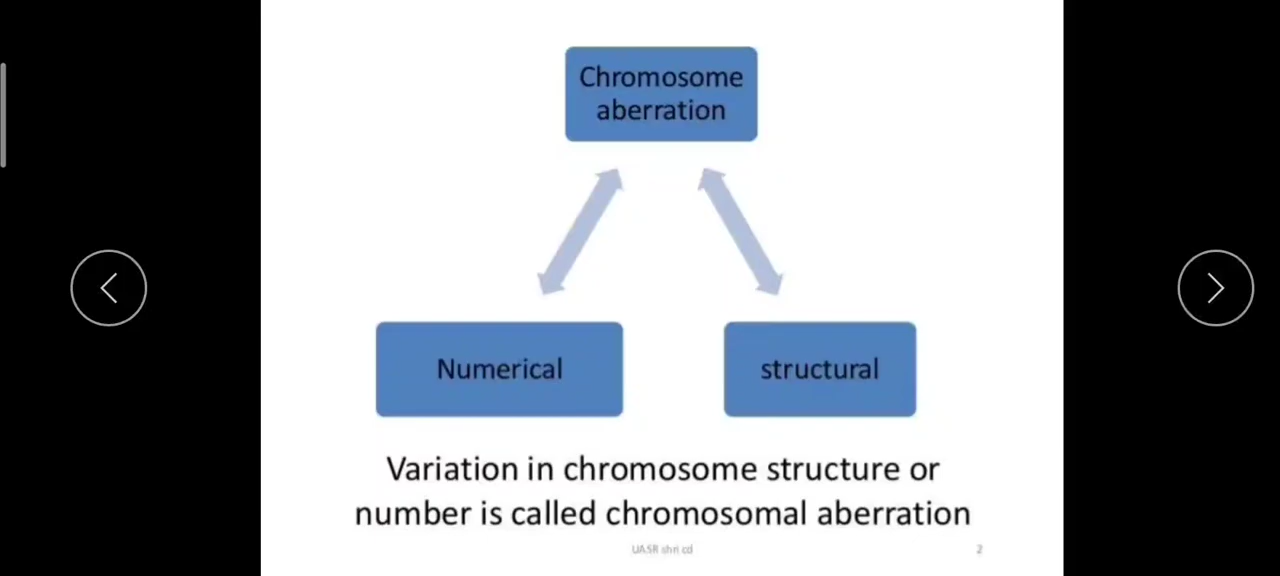 Chromosome
aberration
Numerical
structural
Variation in chromosome structure or
number is called chromosomal aberration
UASR shri cd
2